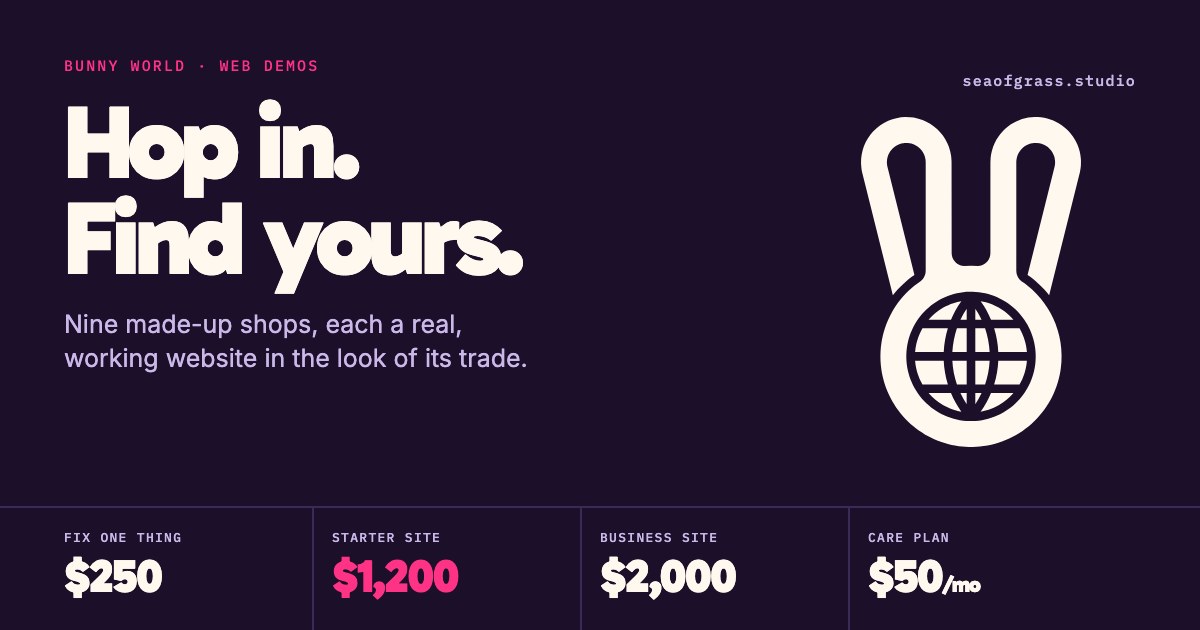 BUNNY WORLD · WEB DEMOS
seaofgrass.studio
Hop in.
Find yours.
Nine made-up shops, each a real,
working website in the look of its trade.
FIX ONE THING
$250
STARTER SITE
$1,200
BUSINESS SITE
$2,000
CARE PLAN
$50/mo